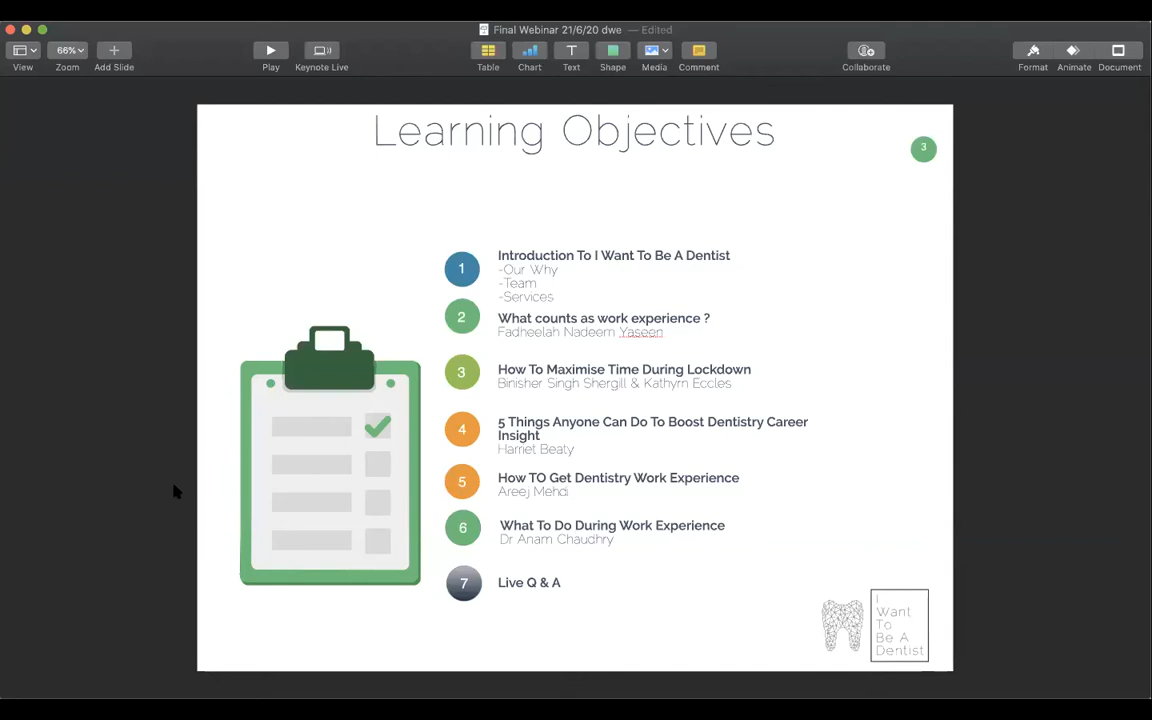 Final Webinar 21/6/20 dwe — Edited
66%
View
Zoom
Add Slide
Play
Keynote Live
Table
Chart
Text
Shape
Media
Comment
Collaborate
Format
Animate
Document
Learning Objectives
3
1
Introduction To I Want To Be A Dentist
-Our Why
-Team
-Services
2
What counts as work experience ?
Fadheelah Nadeem Yaseen
3
How To Maximise Time During Lockdown
Binisher Singh Shergill & Kathyrn Eccles
4
5 Things Anyone Can Do To Boost Dentistry Career
Insight
Harriet Beaty
5
How TO Get Dentistry Work Experience
Areej Mehdi
6
What To Do During Work Experience
Dr Anam Chaudhry
7
Live Q & A
I
Want
To
Be A
Dentist